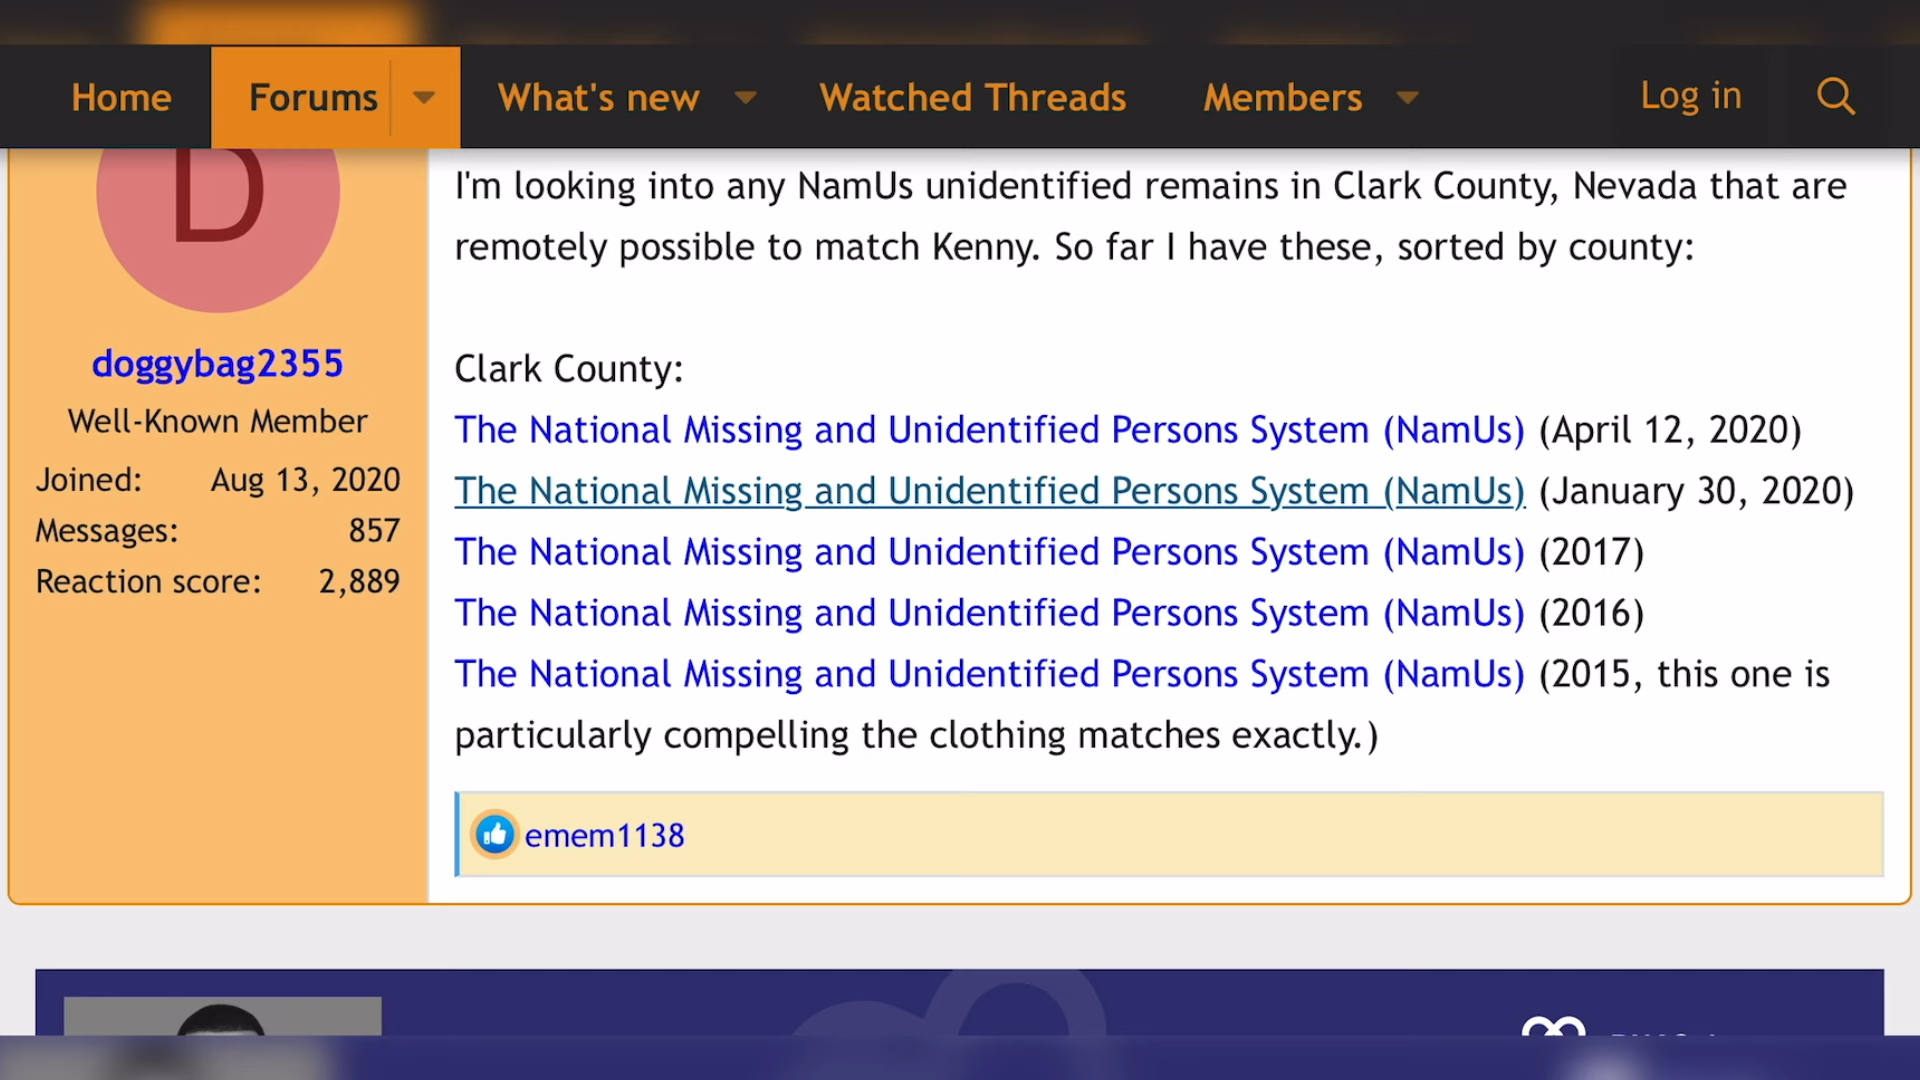 Home Forums What's new Watched Threads Members Log in
D
doggybag2355
Well-Known Member
Joined: Aug 13, 2020
Messages: 857
Reaction score: 2,889
I'm looking into any NamUs unidentified remains in Clark County, Nevada that are
remotely possible to match Kenny. So far I have these, sorted by county:
Clark County:
The National Missing and Unidentified Persons System (NamUs) (April 12, 2020)
The National Missing and Unidentified Persons System (NamUs) (January 30, 2020)
The National Missing and Unidentified Persons System (NamUs) (2017)
The National Missing and Unidentified Persons System (NamUs) (2016)
The National Missing and Unidentified Persons System (NamUs) (2015, this one is
particularly compelling the clothing matches exactly.)
emem1138